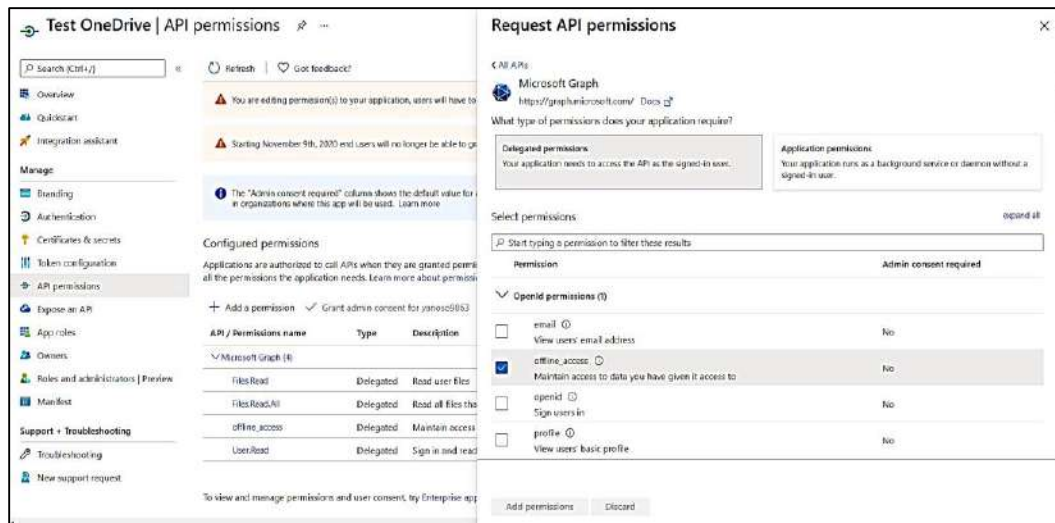 Test OneDrive | API permissions
Search (Ctrl+/)
Overview
Quickstart
Integration assistant
Manage
Branding
Authentication
Certificates & secrets
Token configuration
API permissions
Expose an API
App roles
Owners
Roles and administrators | Preview
Manifest
Support + Troubleshooting
Troubleshooting
New support request
Refresh
Got feedback?
You are editing permission(s) to your application, users will have to
Starting November 9th, 2020 end users will no longer be able to gr
The "Admin consent required" column shows the default value for
in organizations where this app will be used. Learn more
Configured permissions
Applications are authorized to call APIs when they are granted permi
all the permissions the application needs. Learn more about permissi
Add a permission
Grant admin consent for yanose9863
API / Permissions name Type Description
Microsoft Graph (4)
Files.Read Delegated Read user files
Files.Read.All Delegated Read all files tha
offline_access Delegated Maintain access
User.Read Delegated Sign in and read
To view and manage permissions and user consent, try Enterprise app
Request API permissions
All APIs
Microsoft Graph
https://graph.microsoft.com/ Docs
What type of permissions does your application require?
Delegated permissions
Your application needs to access the API as the signed-in user.
Application permissions
Your application runs as a background service or daemon without a
signed-in user.
Select permissions expand all
Start typing a permission to filter these results
Permission Admin consent required
OpenId permissions (1)
email No
View users' email address
offline_access No
Maintain access to data you have given it access to
openid No
Sign users in
profile No
View users' basic profile
Add permissions Discard